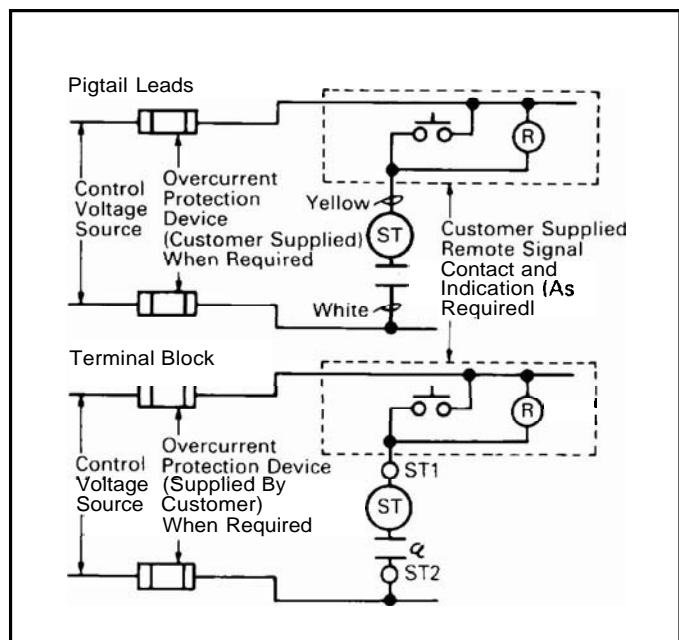 Pigtail Leads
Control
Voltage
Source
Overcurrent
Protection
Device
(Customer Supplied)
When Required
R
Yellow
ST
White
Customer Supplied
Remote Signal
Contact and
Indication (As
Required)
Terminal Block
Control
Voltage
Source
Overcurrent
Protection Device
(Supplied By
Customer)
When Required
R
ST1
ST
a
ST2